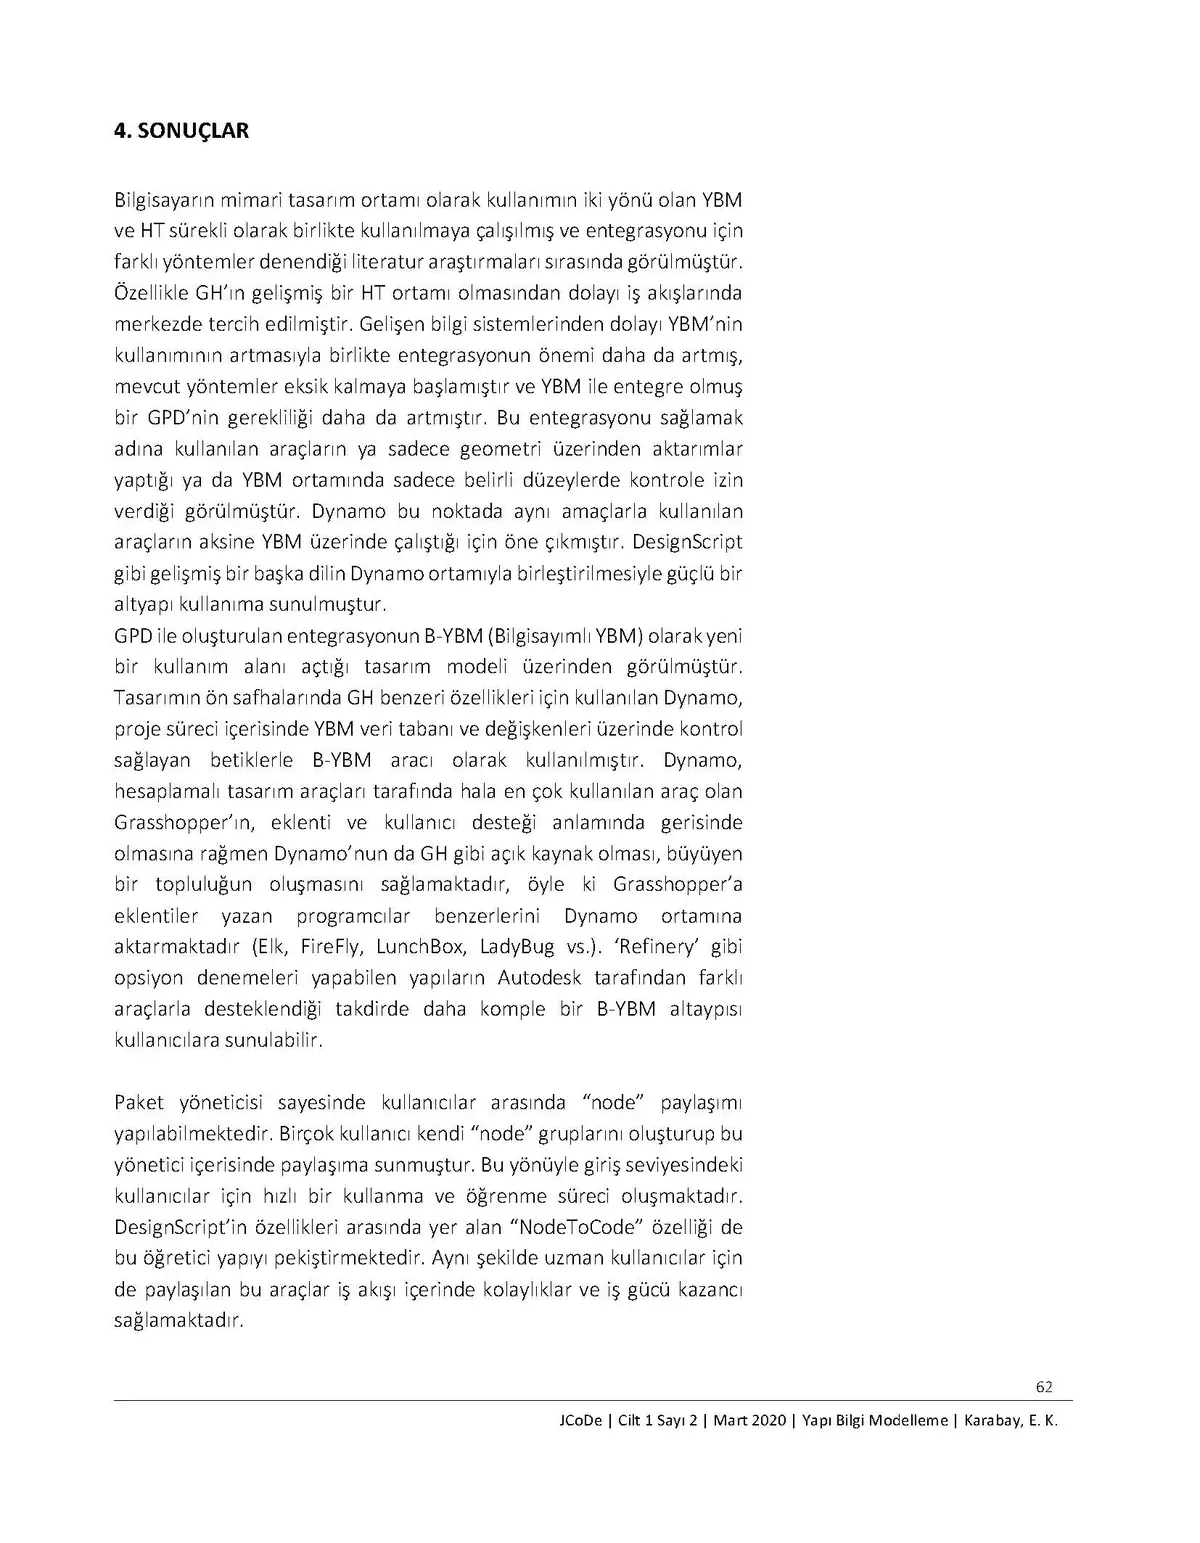 4. SONUÇLAR
Bilgisayarın mimari tasarım ortamı olarak kullanımın iki yönü olan YBM
ve HT sürekli olarak birlikte kullanılmaya çalışılmış ve entegrasyonu için
farklı yöntemler denendiği literatur araştırmaları sırasında görülmüştür.
Özellikle GH’ın gelişmiş bir HT ortamı olmasından dolayı iş akışlarında
merkezde tercih edilmiştir. Gelişen bilgi sistemlerinden dolayı YBM’nin
kullanımının artmasıyla birlikte entegrasyonun önemi daha da artmış,
mevcut yöntemler eksik kalmaya başlamıştır ve YBM ile entegre olmuş
bir GPD’nin gerekliliği daha da artmıştır. Bu entegrasyonu sağlamak
adına kullanılan araçların ya sadece geometri üzerinden aktarımlar
yaptığı ya da YBM ortamında sadece belirli düzeylerde kontrole izin
verdiği görülmüştür. Dynamo bu noktada aynı amaçlarla kullanılan
araçların aksine YBM üzerinde çalıştığı için öne çıkmıştır. DesignScript
gibi gelişmiş bir başka dilin Dynamo ortamıyla birleştirilmesiyle güçlü bir
altyapı kullanıma sunulmuştur.
GPD ile oluşturulan entegrasyonun B-YBM (Bilgisayımlı YBM) olarak yeni
bir kullanım alanı açtığı tasarım modeli üzerinden görülmüştür.
Tasarımın ön safhalarında GH benzeri özellikleri için kullanılan Dynamo,
proje süreci içerisinde YBM veri tabanı ve değişkenleri üzerinde kontrol
sağlayan betiklerle B-YBM aracı olarak kullanılmıştır. Dynamo,
hesaplamalı tasarım araçları tarafında hala en çok kullanılan araç olan
Grasshopper’ın, eklenti ve kullanıcı desteği anlamında gerisinde
olmasına rağmen Dynamo’nun da GH gibi açık kaynak olması, büyüyen
bir topluluğun oluşmasını sağlamaktadır, öyle ki Grasshopper’a
eklentiler yazan programcılar benzerlerini Dynamo ortamına
aktarmaktadır (Elk, FireFly, LunchBox, LadyBug vs.). ‘Refinery’ gibi
opsiyon denemeleri yapabilen yapıların Autodesk tarafından farklı
araçlarla desteklendiği takdirde daha komple bir B-YBM altaypısı
kullanıcılara sunulabilir.
Paket yöneticisi sayesinde kullanıcılar arasında “node” paylaşımı
yapılabilmektedir. Birçok kullanıcı kendi “node” gruplarını oluşturup bu
yönetici içerisinde paylaşıma sunmuştur. Bu yönüyle giriş seviyesindeki
kullanıcılar için hızlı bir kullanma ve öğrenme süreci oluşmaktadır.
DesignScript’in özellikleri arasında yer alan “NodeToCode” özelliği de
bu öğretici yapıyı pekiştirmektedir. Aynı şekilde uzman kullanıcılar için
de paylaşılan bu araçlar iş akışı içerinde kolaylıklar ve iş gücü kazancı
sağlamaktadır.
62
JCoDe | Cilt 1 Sayı 2 | Mart 2020 | Yapı Bilgi Modelleme | Karabay, E. K.